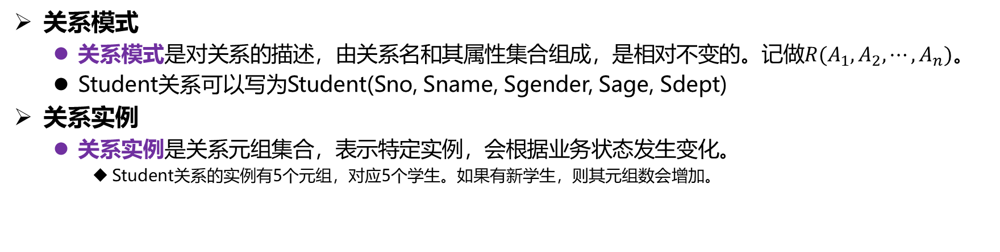 ➢ 关系模式
● 关系模式是对关系的描述，由关系名和其属性集合组成，是相对不变的。记做R(A₁, A₂, ⋯, Aₙ)。
● Student关系可以写为Student(Sno, Sname, Sgender, Sage, Sdept)
➢ 关系实例
● 关系实例是关系元组集合，表示特定实例，会根据业务状态发生变化。
◆ Student关系的实例有5个元组，对应5个学生。如果有新学生，则其元组数会增加。